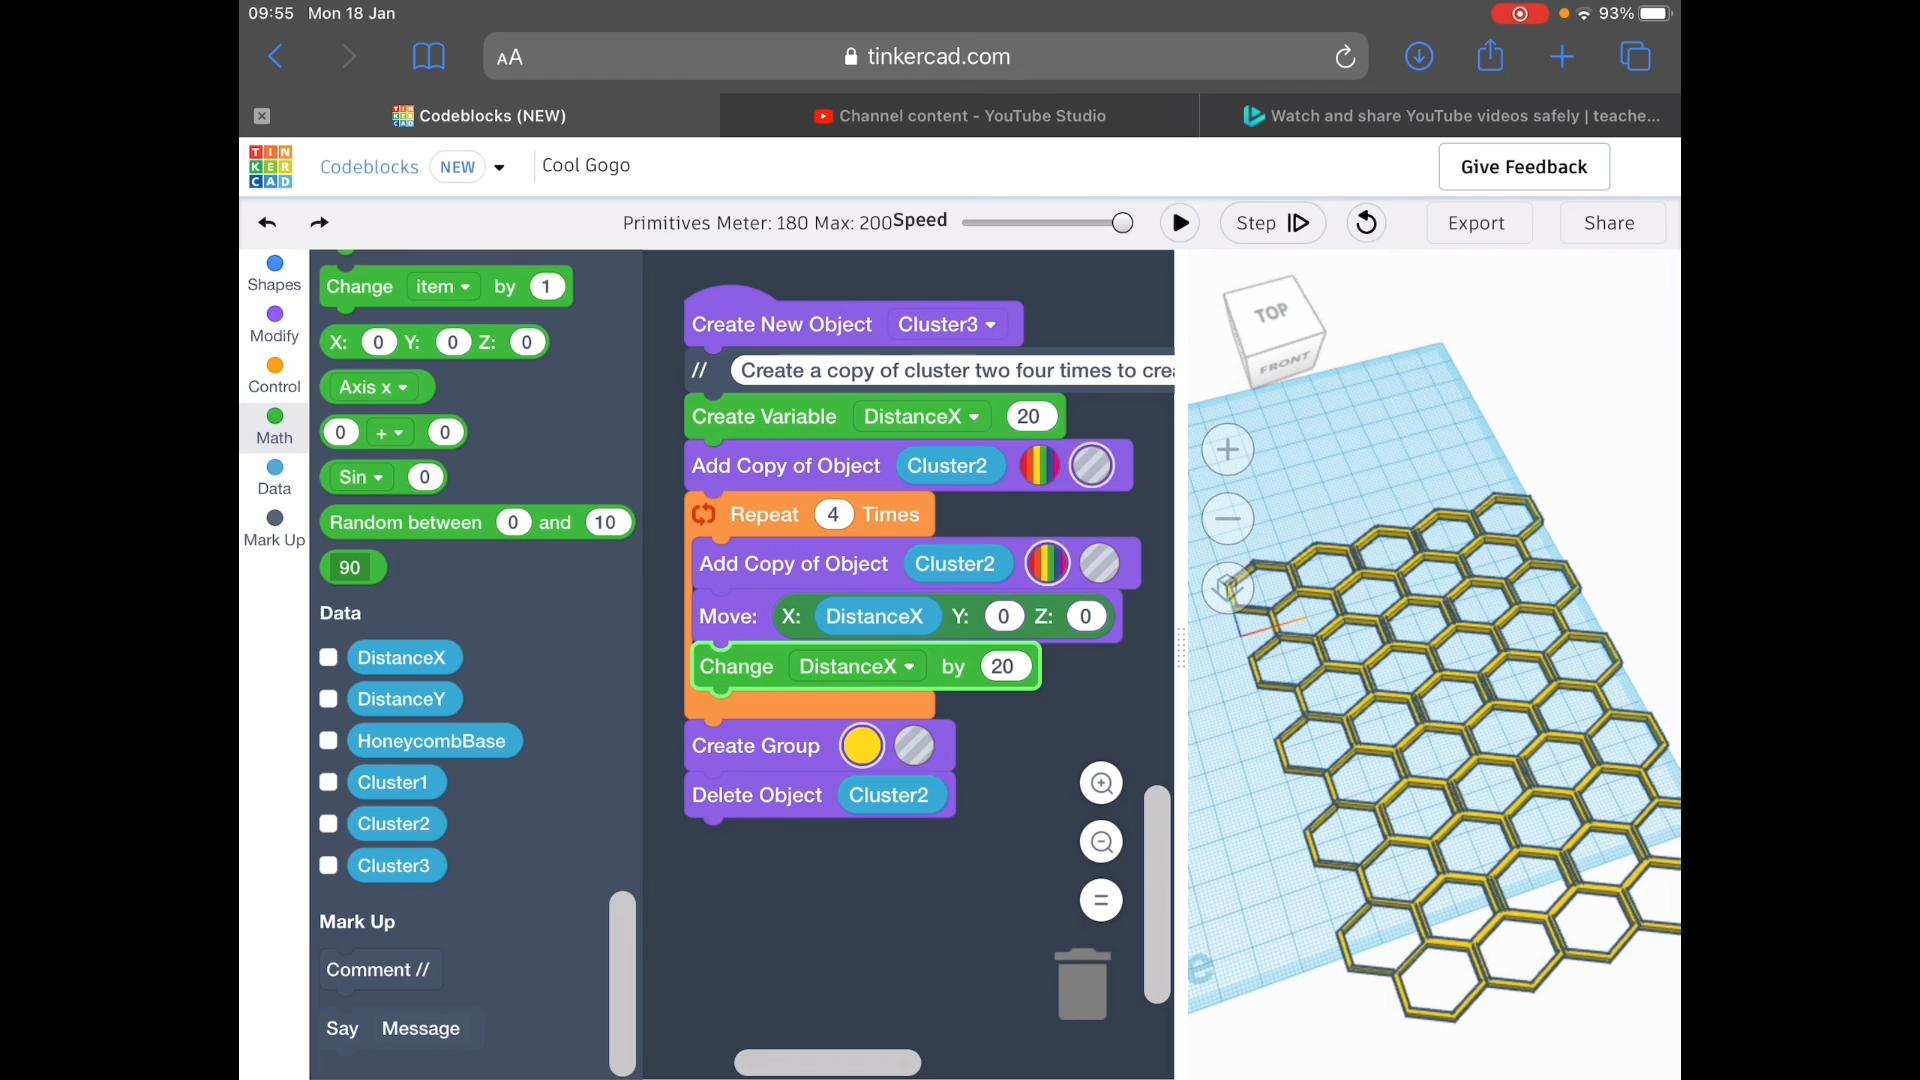 09:55 Mon 18 Jan
93%
AA
tinkercad.com
Codeblocks (NEW)
Channel content - YouTube Studio
Watch and share YouTube videos safely | teache...
TIN
KER
CAD
Codeblocks
NEW
Cool Gogo
Give Feedback
Primitives Meter: 180 Max: 200
Speed
Step
Export
Share
Shapes
Modify
Control
Math
Data
Mark Up
Change item by 1
X: 0 Y: 0 Z: 0
Axis x
0 + 0
Sin 0
Random between 0 and 10
90
Data
DistanceX
DistanceY
HoneycombBase
Cluster1
Cluster2
Cluster3
Mark Up
Comment //
Say Message
Create New Object Cluster3
// Create a copy of cluster two four times to crea
Create Variable DistanceX 20
Add Copy of Object Cluster2
Repeat 4 Times
Add Copy of Object Cluster2
Move: X: DistanceX Y: 0 Z: 0
Change DistanceX by 20
Create Group
Delete Object Cluster2
TOP
FRONT